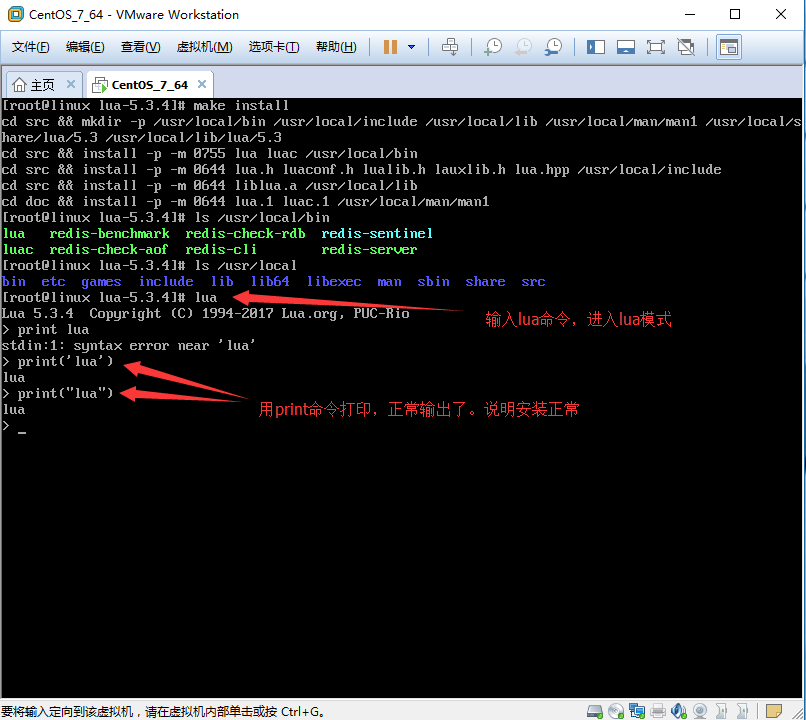 CentOS_7_64 - VMware Workstation
文件(F) 编辑(E) 查看(V) 虚拟机(M) 选项卡(T) 帮助(H)
主页 CentOS_7_64
[root@linux lua-5.3.4]# make install
cd src && mkdir -p /usr/local/bin /usr/local/include /usr/local/lib /usr/local/man/man1 /usr/local/s
hare/lua/5.3 /usr/local/lib/lua/5.3
cd src && install -p -m 0755 lua luac /usr/local/bin
cd src && install -p -m 0644 lua.h luaconf.h lualib.h lauxlib.h lua.hpp /usr/local/include
cd src && install -p -m 0644 liblua.a /usr/local/lib
cd doc && install -p -m 0644 lua.1 luac.1 /usr/local/man/man1
[root@linux lua-5.3.4]# ls /usr/local/bin
lua redis-benchmark redis-check-rdb redis-sentinel
luac redis-check-aof redis-cli redis-server
[root@linux lua-5.3.4]# ls /usr/local
bin etc games include lib lib64 libexec man sbin share src
[root@linux lua-5.3.4]# lua
Lua 5.3.4 Copyright (C) 1994-2017 Lua.org, PUC-Rio
输入lua命令，进入lua模式
> print lua
stdin:1: syntax error near 'lua'
> print('lua')
lua
> print("lua")
lua
用print命令打印，正常输出了。说明安装正常
> _
要将输入定向到该虚拟机，请在虚拟机内部单击或按 Ctrl+G。